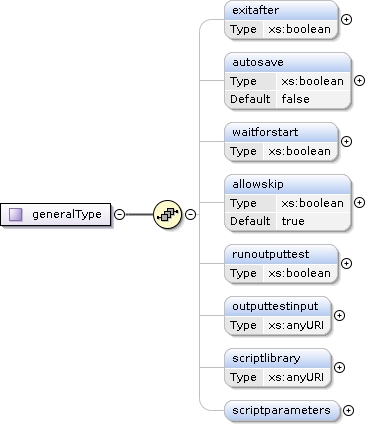 exitafter
Type xs:boolean
autosave
Type xs:boolean
Default false
waitforstart
Type xs:boolean
generalType
allowskip
Type xs:boolean
Default true
runoutputtest
Type xs:boolean
outputtestinput
Type xs:anyURI
scriptlibrary
Type xs:anyURI
scriptparameters